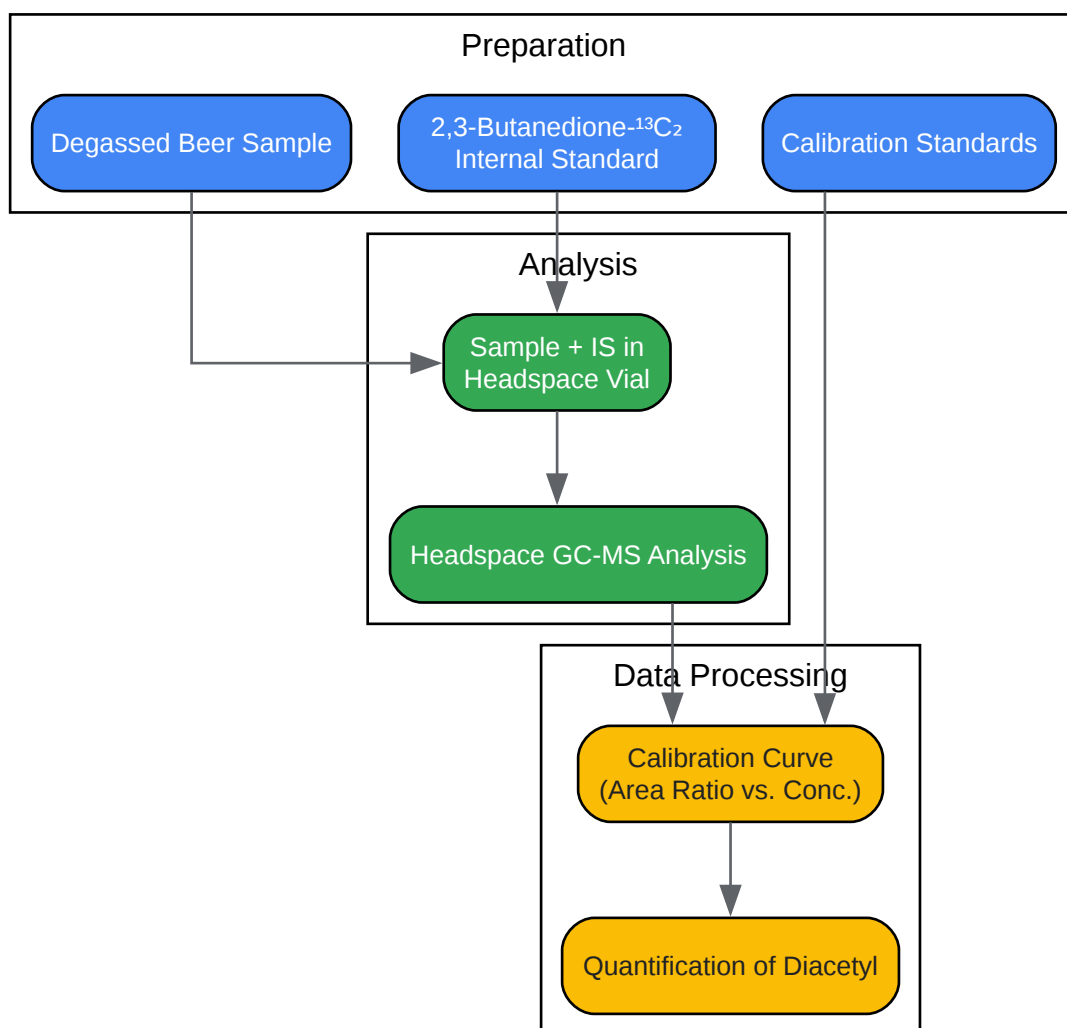 Preparation
Degassed Beer Sample
2,3-Butanedione-¹³C₂
Internal Standard
Calibration Standards
Analysis
Sample + IS in
Headspace Vial
Headspace GC-MS Analysis
Data Processing
Calibration Curve
(Area Ratio vs. Conc.)
Quantification of Diacetyl